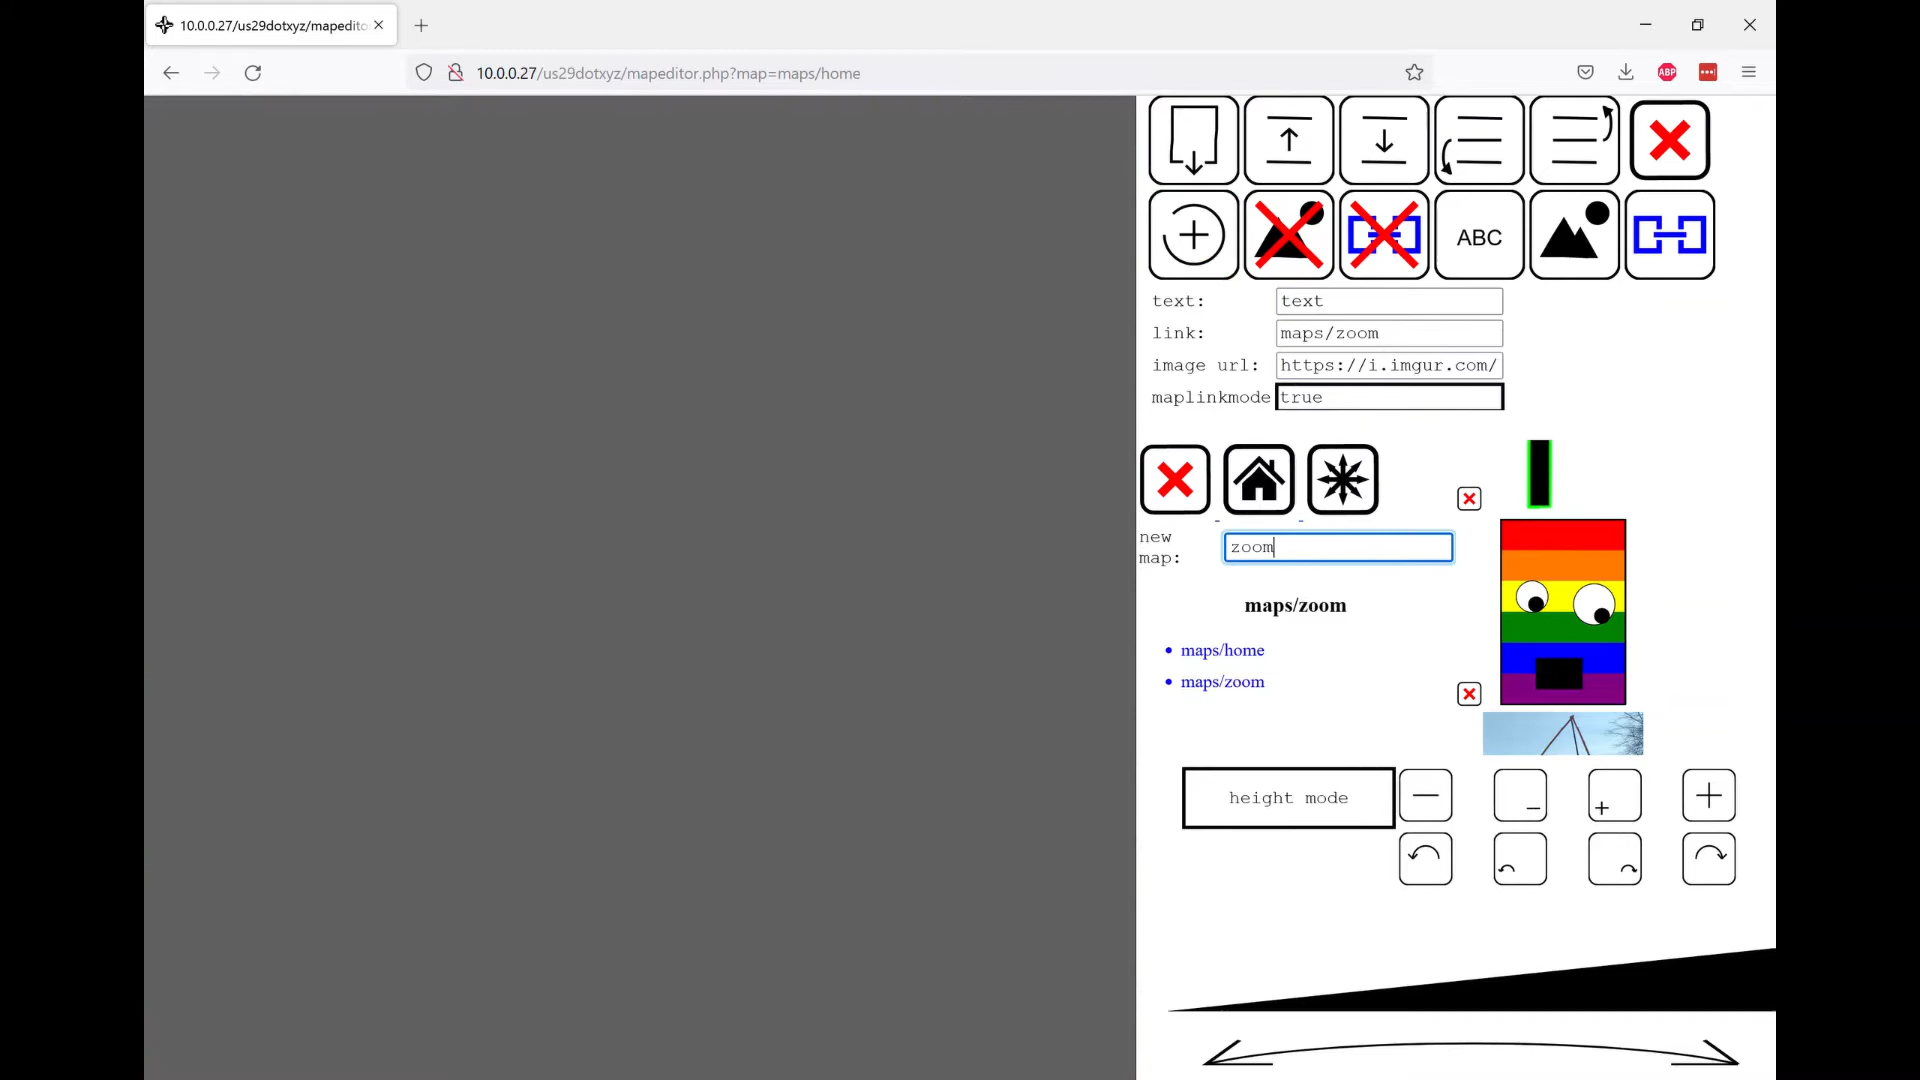 10.0.0.27/us29dotxyz/mapedito
10.0.0.27/us29dotxyz/mapeditor.php?map=maps/home
ABP
ABC
text: text
link: maps/zoom
image url: https://i.imgur.com/
maplinkmode true
new map: zoom
maps/zoom
maps/home
maps/zoom
height mode